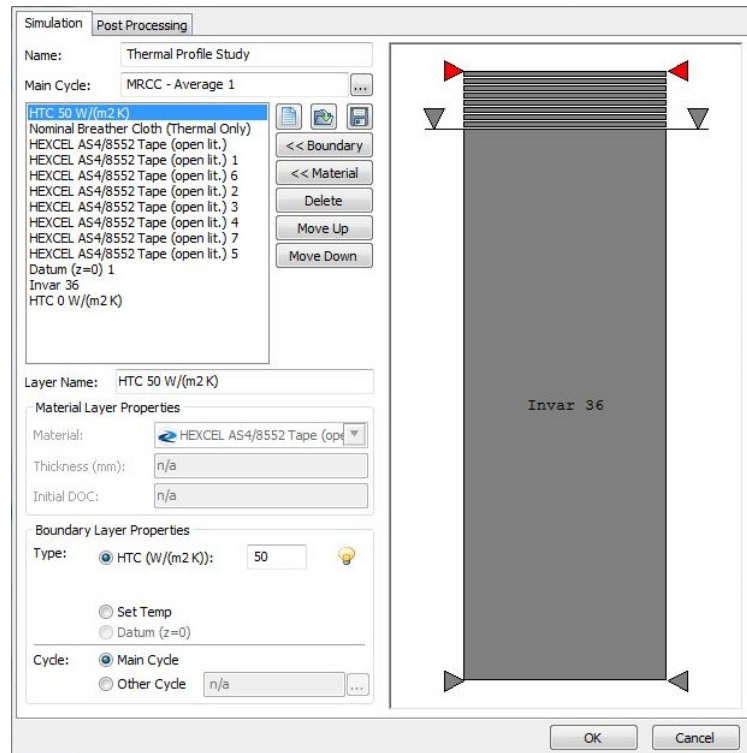 Simulation
Post Processing
Name:
Thermal Profile Study
Main Cycle:
MRCC - Average 1
...
HTC 50 W/(m2 K)
Nominal Breather Cloth (Thermal Only)
HEXCEL AS4/8552 Tape (open lit.)
HEXCEL AS4/8552 Tape (open lit.) 1
HEXCEL AS4/8552 Tape (open lit.) 6
HEXCEL AS4/8552 Tape (open lit.) 2
HEXCEL AS4/8552 Tape (open lit.) 3
HEXCEL AS4/8552 Tape (open lit.) 4
HEXCEL AS4/8552 Tape (open lit.) 7
HEXCEL AS4/8552 Tape (open lit.) 5
Datum (z=0) 1
Invar 36
HTC 0 W/(m2 K)
<< Boundary
<< Material
Delete
Move Up
Move Down
Layer Name:
HTC 50 W/(m2 K)
Material Layer Properties
Material:
HEXCEL AS4/8552 Tape (ope
Thickness (mm):
n/a
Initial DOC:
n/a
Boundary Layer Properties
Type:
HTC (W/(m2 K)):
50
Set Temp
Datum (z=0)
Cycle:
Main Cycle
Other Cycle
n/a
...
Invar 36
OK
Cancel